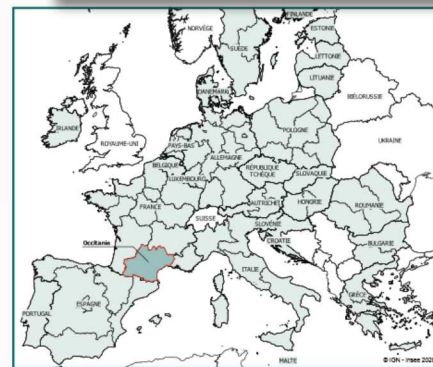 FINLANDE
NORVÈGE
ESTONIE
SUÈDE
LETTONIE
LITUANIE
DANEMARK
BIÉLORUSSIE
IRLANDE
ROYAUME-UNI
PAYS-BAS
POLOGNE
ALLEMAGNE
BELGIQUE
UKRAINE
LUXEMBOURG
RÉPUBLIQUE
TCHÈQUE
SLOVAQUIE
FRANCE
AUTRICHE
HONGRIE
SUISSE
ROUMANIE
SLOVÉNIE
CROATIE
Occitanie
BULGARIE
ITALIE
PORTUGAL
ESPAGNE
GRÈCE
MALTE
© IGN - Insee 202